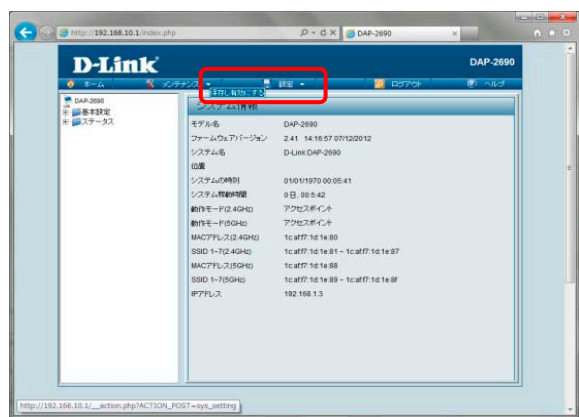 http://192.168.10.1/index.php
DAP-2690
D-Link
DAP-2690
ホーム メンテナンス 設定 ログアウト ヘルプ
保存し有効にする
DAP-2690
基本設定
ステータス
システム情報
モデル名 DAP-2690
ファームウェアバージョン 2.41 14:16:57 07/12/2012
システム名 D-Link DAP-2690
位置
システムの時刻 01/01/1970 00:05:41
システム稼動時間 0 日, 00:5:42
動作モード(2.4GHz) アクセスポイント
動作モード(5GHz) アクセスポイント
MACアドレス(2.4GHz) 1c:af:f7:1d:1e:80
SSID 1~7(2.4GHz) 1c:af:f7:1d:1e:81 ~ 1c:af:f7:1d:1e:87
MACアドレス(5GHz) 1c:af:f7:1d:1e:88
SSID 1~7(5GHz) 1c:af:f7:1d:1e:89 ~ 1c:af:f7:1d:1e:8f
IPアドレス 192.168.1.3
http://192.168.10.1/__action.php?ACTION_POST=sys_setting